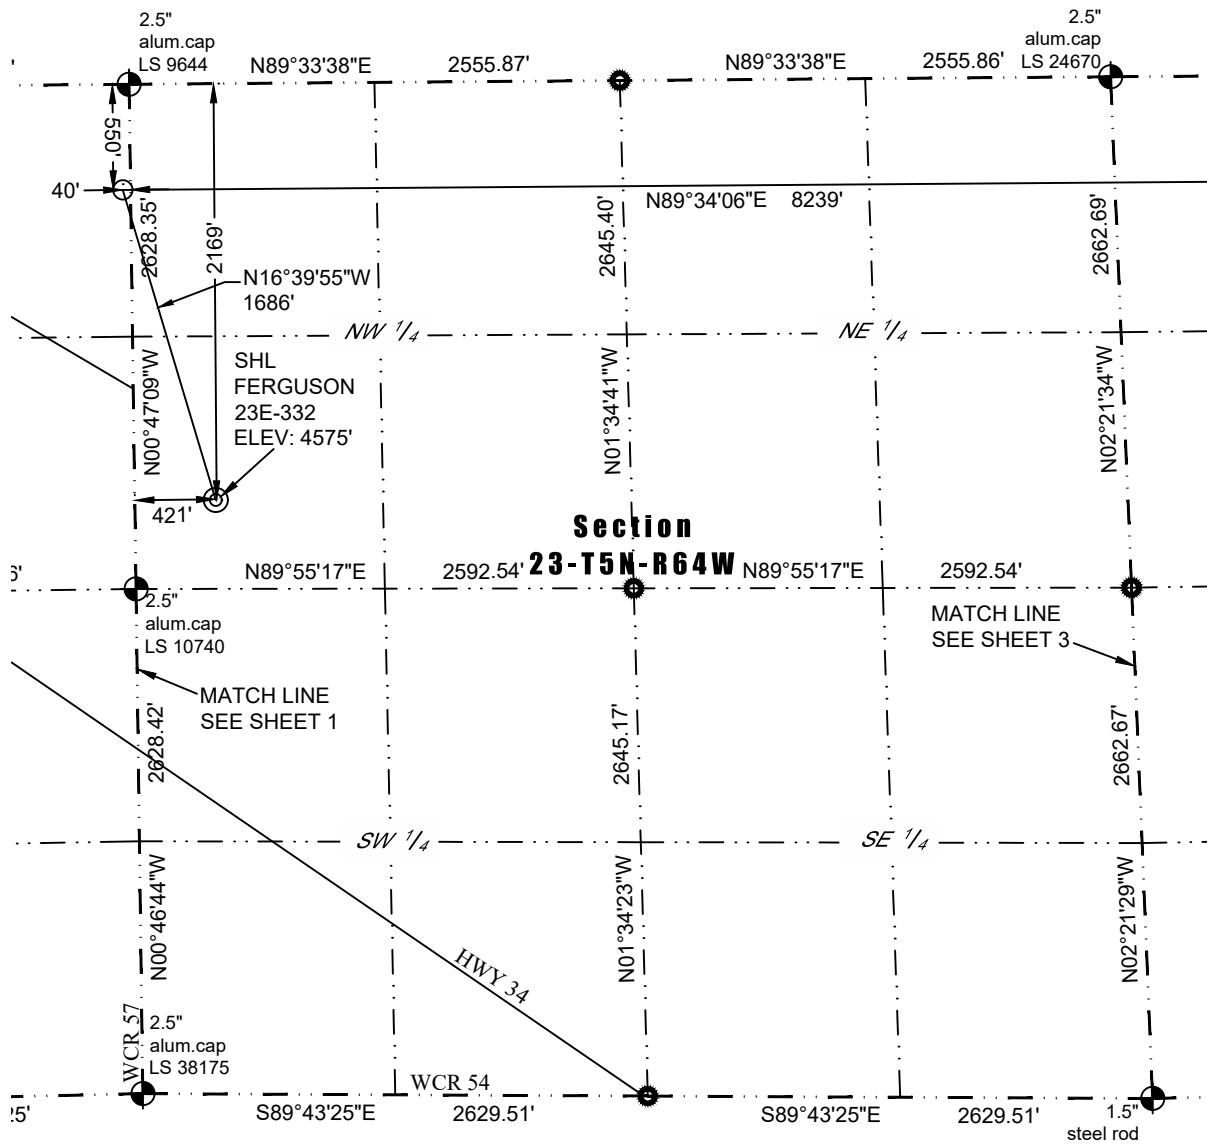 2.5"
alum.cap
LS 9644
N89°33'38"E
2555.87'
N89°33'38"E
2555.86'
2.5"
alum.cap
LS 24670
'
550'
40'
N89°34'06"E 8239'
2628.35'
2169'
2645.40'
2662.69'
N16°39'55"W
1686'
NW 1/4
NE 1/4
SHL
FERGUSON
23E-332
ELEV: 4575'
N00°47'09"W
N01°34'41"W
N02°21'34"W
421'
Section
23-T5N-R64W
N89°55'17"E
2592.54'
N89°55'17"E
2592.54'
2.5"
alum.cap
LS 10740
MATCH LINE
SEE SHEET 3
MATCH LINE
SEE SHEET 1
2628.42'
2645.17'
2662.67'
SW 1/4
SE 1/4
N00°46'44"W
N01°34'23"W
N02°21'29"W
HWY 34
WCR 57
2.5"
alum.cap
LS 38175
WCR 54
25'
S89°43'25"E
2629.51'
S89°43'25"E
2629.51'
1.5"
steel rod